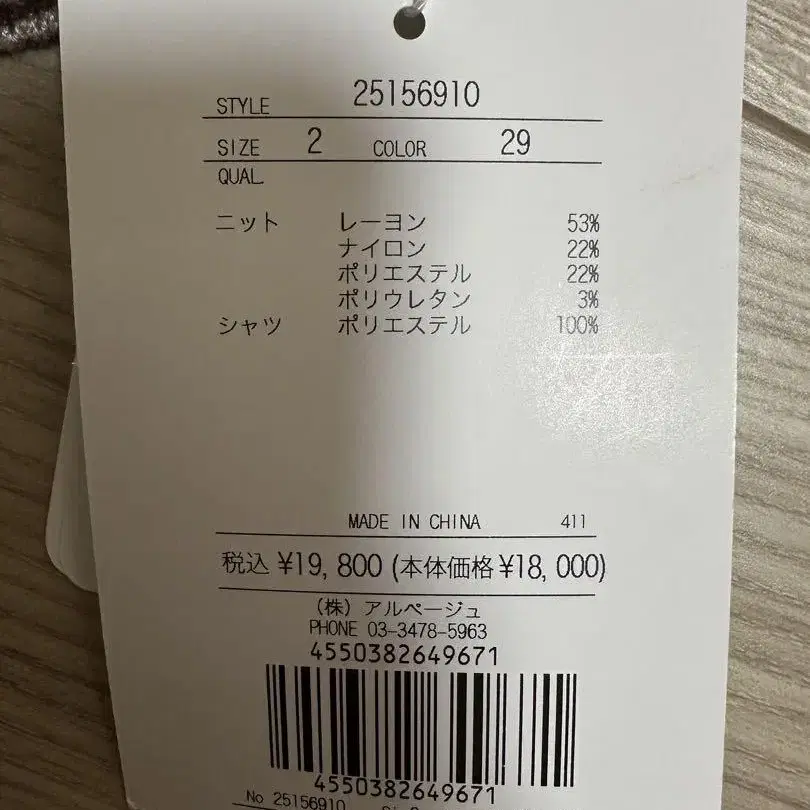 STYLE 25156910
SIZE 2 COLOR 29
QUAL.
ニット レーヨン 53%
ナイロン 22%
ポリエステル 22%
ポリウレタン 3%
シャツ ポリエステル 100%
MADE IN CHINA 411
税込 ¥19,800 (本体価格 ¥18,000)
(株) アルページュ
PHONE 03-3478-5963
4550382649671
4550382649671
No 25156910